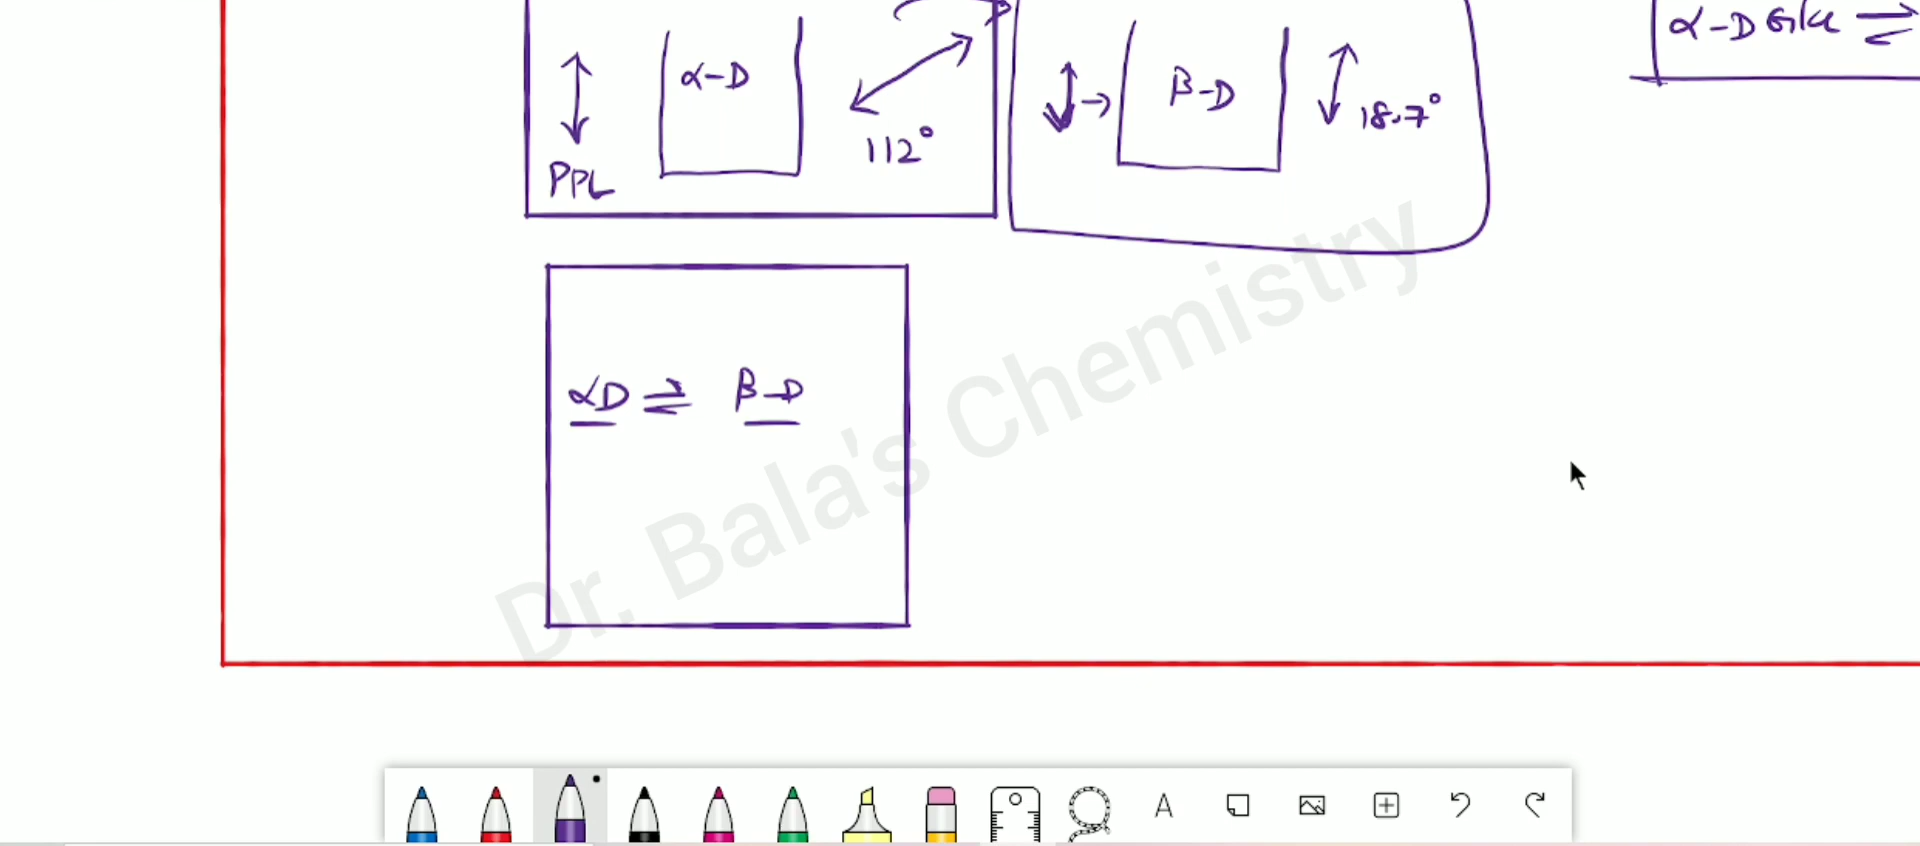 α-D Glu ⇌
α-D
β-D
18.7°
112°
PPL
αD ⇌ β-D
Dr. Bala's Chemistry
A